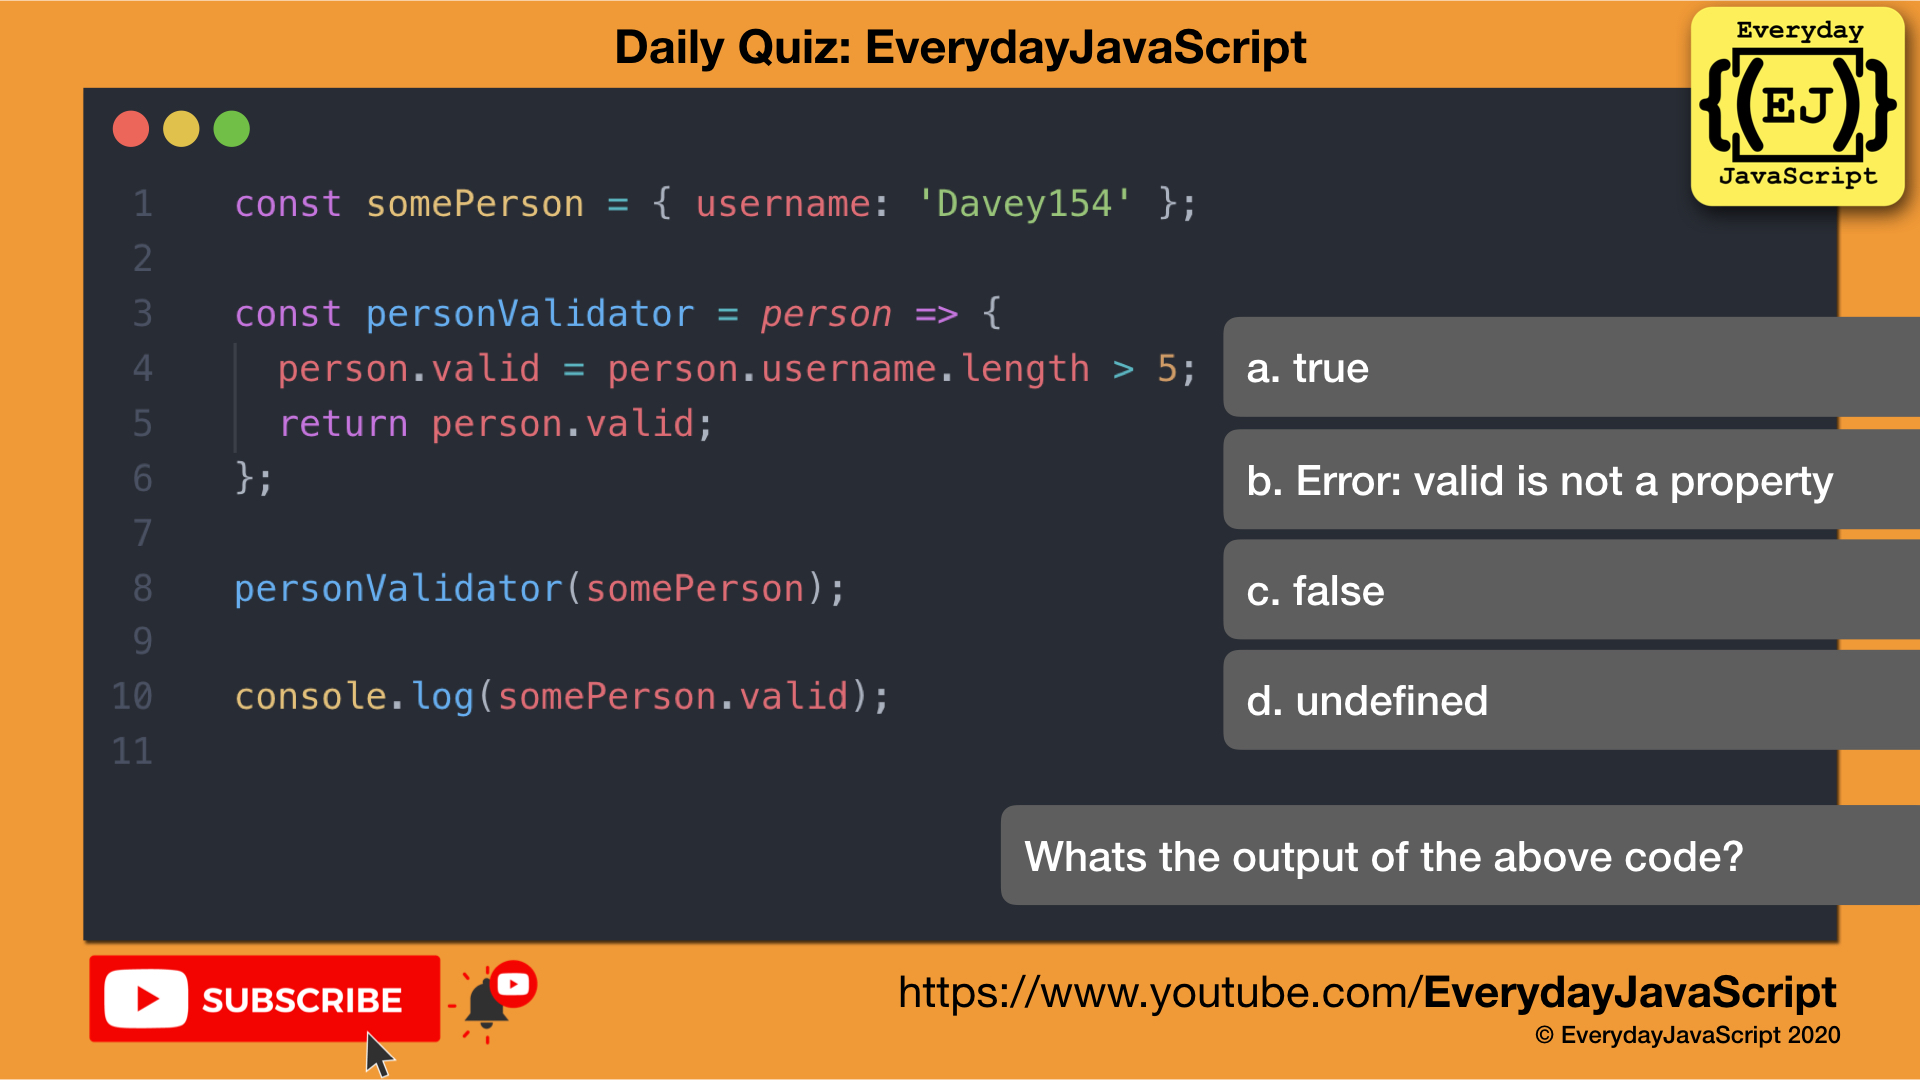 Daily Quiz: EverydayJavaScript
Everyday
{[(EJ)]}
JavaScript
1 const somePerson = { username: 'Davey154' };
2
3 const personValidator = person => {
4 person.valid = person.username.length > 5;
5 return person.valid;
6 };
7
8 personValidator(somePerson);
9
10 console.log(somePerson.valid);
11
a. true
b. Error: valid is not a property
c. false
d. undefined
Whats the output of the above code?
SUBSCRIBE
https://www.youtube.com/EverydayJavaScript
© EverydayJavaScript 2020